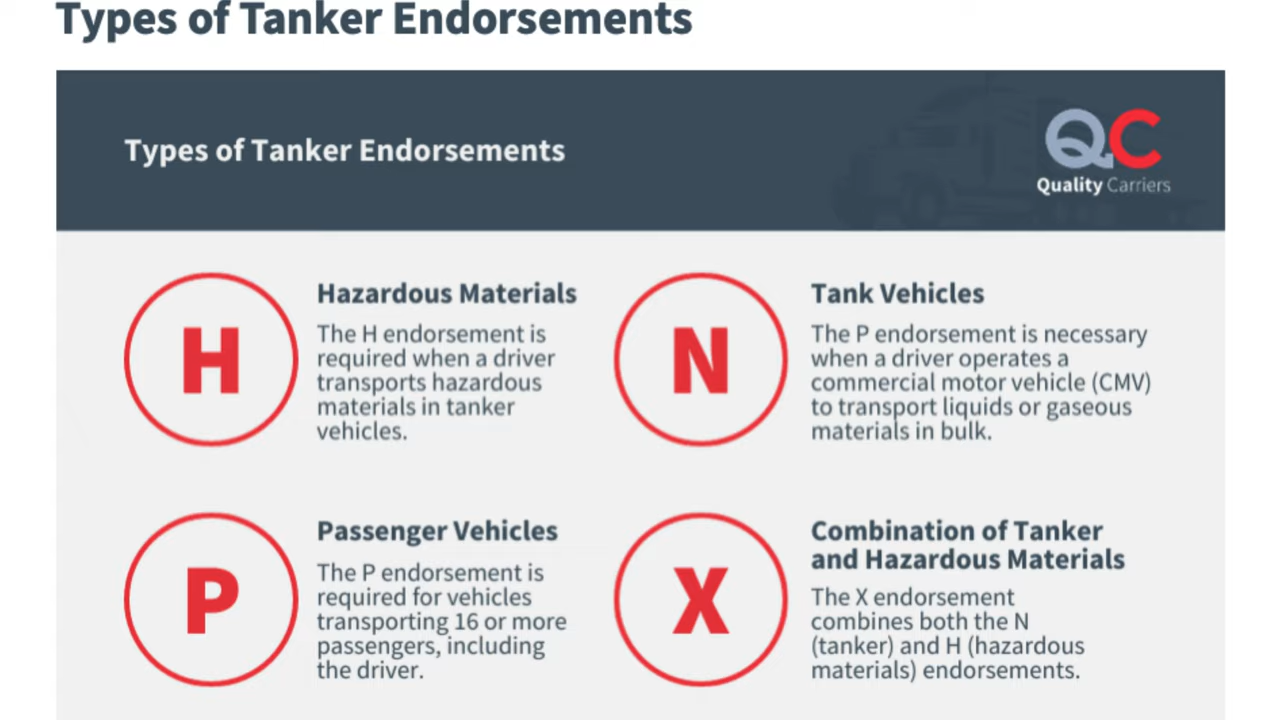 Types of Tanker Endorsements
Types of Tanker Endorsements
QC
Quality Carriers
H
Hazardous Materials
The H endorsement is
required when a driver
transports hazardous
materials in tanker
vehicles.
N
Tank Vehicles
The P endorsement is necessary
when a driver operates a
commercial motor vehicle (CMV)
to transport liquids or gaseous
materials in bulk.
P
Passenger Vehicles
The P endorsement is
required for vehicles
transporting 16 or more
passengers, including
the driver.
X
Combination of Tanker
and Hazardous Materials
The X endorsement
combines both the N
(tanker) and H (hazardous
materials) endorsements.